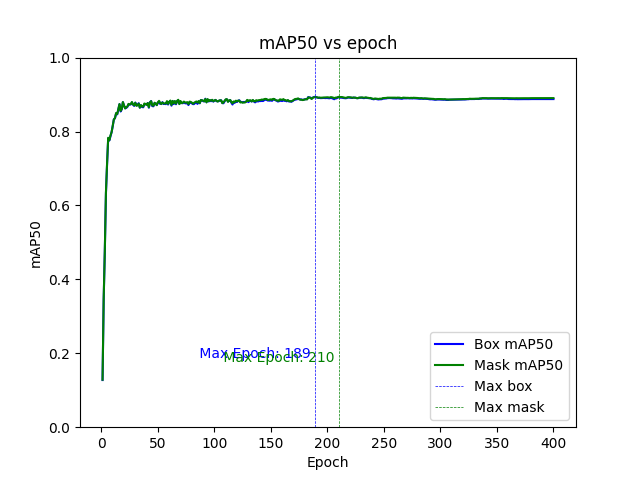 mAP50 vs epoch
1.0
0.8
0.6
0.4
0.2
0.0
mAP50
Max Epoch: 189
Max Epoch: 210
Box mAP50
Mask mAP50
Max box
Max mask
0 50 100 150 200 250 300 350 400
Epoch